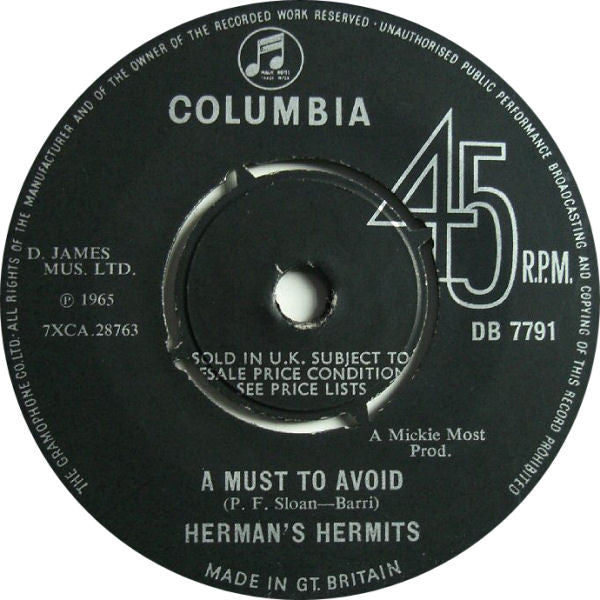 THE GRAMOPHONE CO. LTD. · ALL RIGHTS OF THE MANUFACTURER AND OF THE OWNER OF THE RECORDED WORK RESERVED · UNAUTHORISED PUBLIC PERFORMANCE BROADCASTING AND COPYING OF THIS RECORD PROHIBITED
COLUMBIA
45
R.P.M.
D. JAMES
MUS. LTD.
℗ 1965
7XCA.28763
DB 7791
SOLD IN U.K. SUBJECT TO
ESALE PRICE CONDITION
SEE PRICE LISTS
A Mickie Most
Prod.
A MUST TO AVOID
(P. F. Sloan—Barri)
HERMAN'S HERMITS
MADE IN GT. BRITAIN